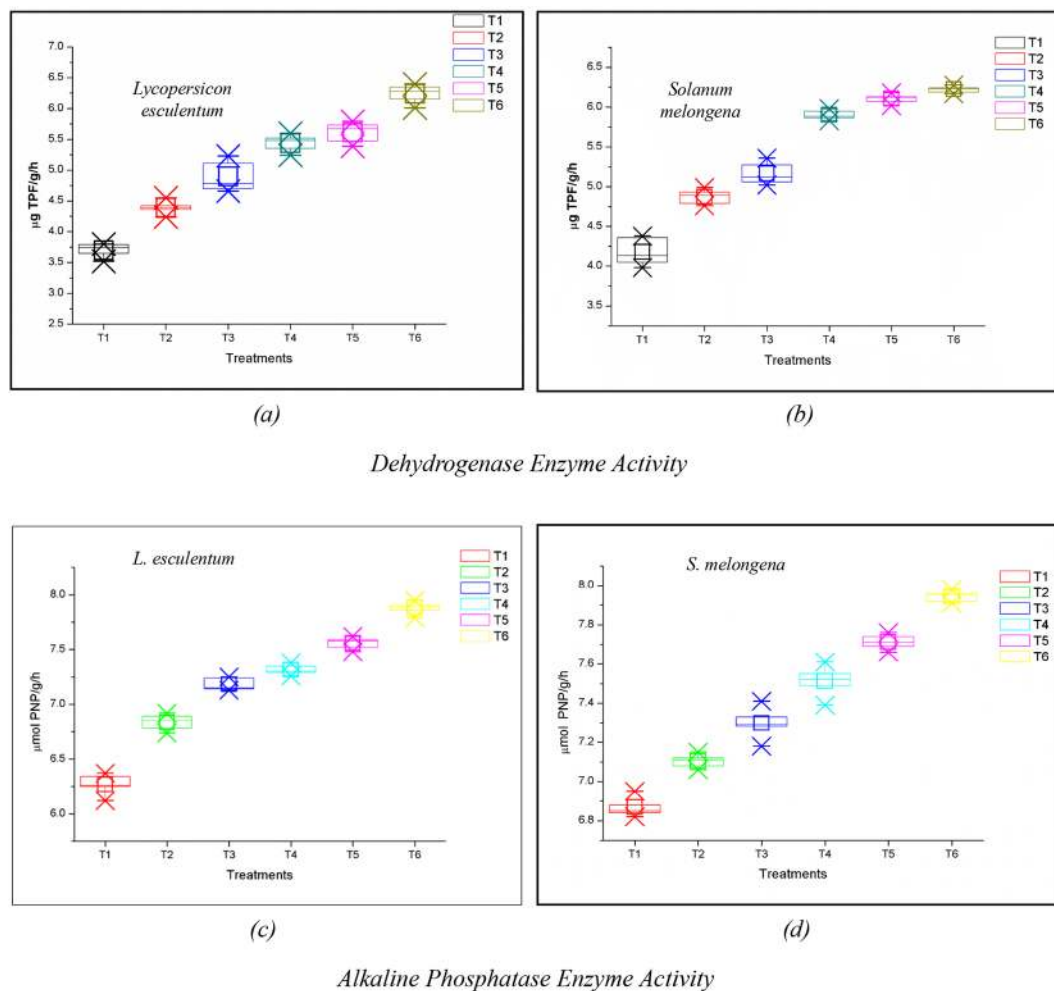 T1
T2
T3
T4
T5
T6
Lycopersicon
esculentum
µg TPF/g/h
7.0
6.5
6.0
5.5
5.0
4.5
4.0
3.5
3.0
2.5
T1 T2 T3 T4 T5 T6
Treatments
(a)
T1
T2
T3
T4
T5
T6
Solanum
melongena
µg TPF/g/h
6.5
6.0
5.5
5.0
4.5
4.0
3.5
T1 T2 T3 T4 T5 T6
Treatments
(b)
Dehydrogenase Enzyme Activity
L. esculentum
T1
T2
T3
T4
T5
T6
µmol PNP/g/h
8.0
7.5
7.0
6.5
6.0
T1 T2 T3 T4 T5 T6
Treatments
(c)
S. melongena
T1
T2
T3
T4
T5
T6
µmol PNP/g/h
8.0
7.8
7.6
7.4
7.2
7.0
6.8
T1 T2 T3 T4 T5 T6
Treatments
(d)
Alkaline Phosphatase Enzyme Activity